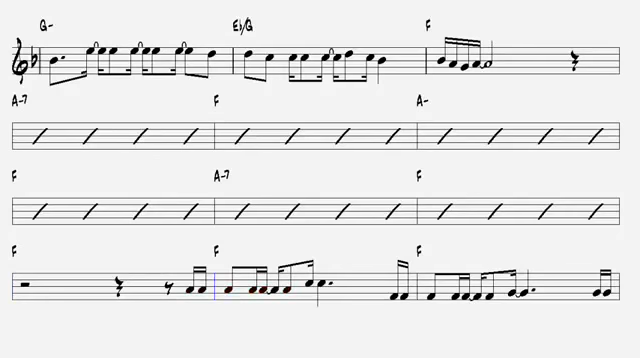 G- E♭/G F
A-7 F A-
F A-7 F
F F F